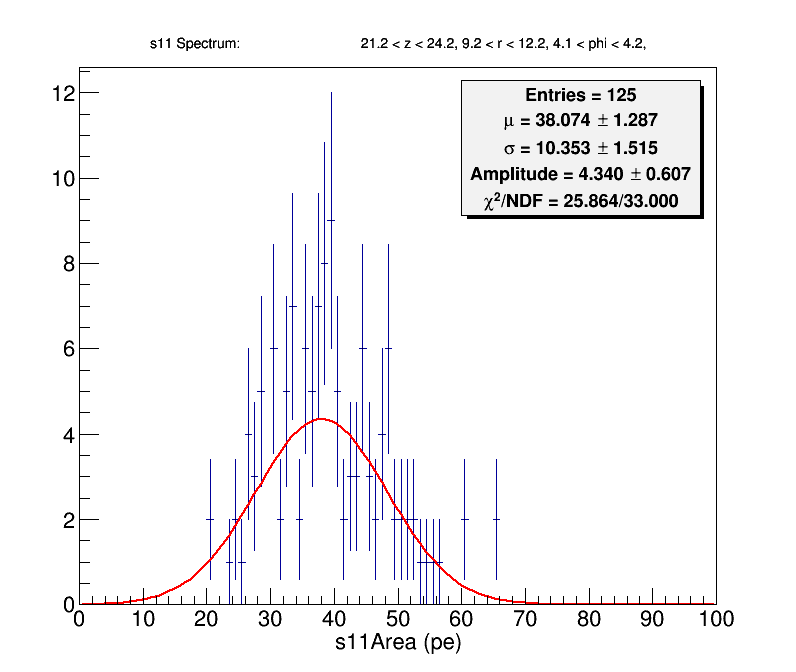 s11 Spectrum: 21.2 < z < 24.2, 9.2 < r < 12.2, 4.1 < phi < 4.2,
Entries = 125
μ = 38.074 ± 1.287
σ = 10.353 ± 1.515
Amplitude = 4.340 ± 0.607
χ²/NDF = 25.864/33.000
12
10
8
6
4
2
0
0 10 20 30 40 50 60 70 80 90 100
s11Area (pe)